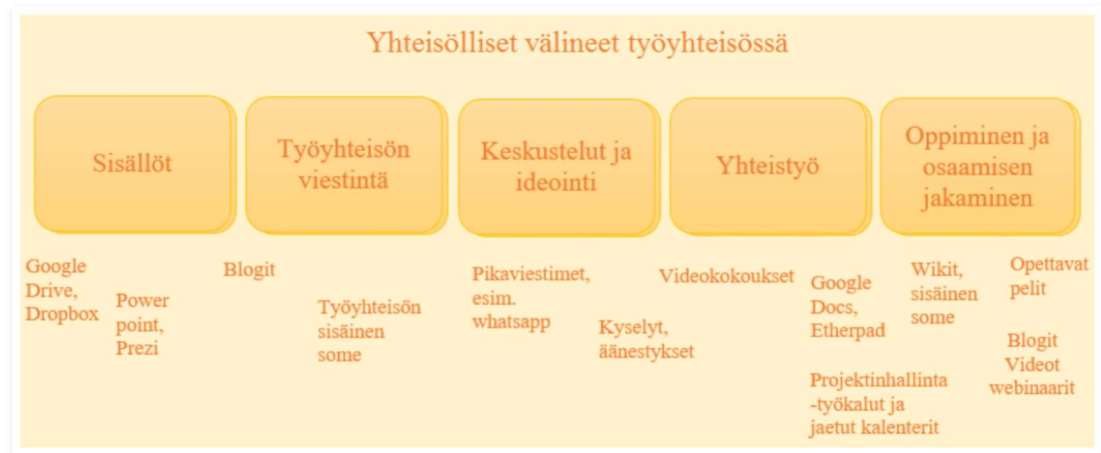 Yhteisölliset välineet työyhteisössä
Sisällöt
Työyhteisön
viestintä
Keskustelut ja
ideointi
Yhteistyö
Oppiminen ja
osaamisen
jakaminen
Google
Drive,
Dropbox
Power
point,
Prezi
Blogit
Työyhteisön
sisäinen
some
Pikaviestimet,
esim.
whatsapp
Kyselyt,
äänestykset
Videokokoukset
Google
Docs,
Etherpad
Projektinhallinta
-työkalut ja
jaetut kalenterit
Wikit,
sisäinen
some
Opettavat
pelit
Blogit
Videot
webinaarit